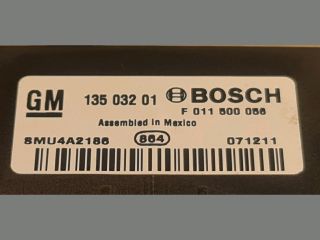 GM 135 032 01 BOSCH
F 011 500 056
Assembled in Mexico
8MU4A2186 864 071211